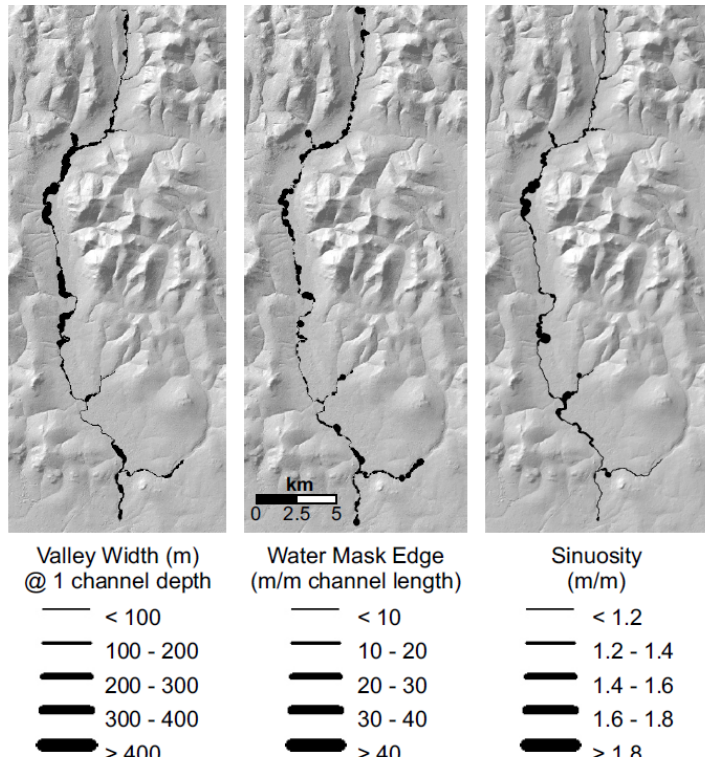 km
0 2.5 5
Valley Width (m)
@ 1 channel depth
< 100
100 - 200
200 - 300
300 - 400
> 400
Water Mask Edge
(m/m channel length)
< 10
10 - 20
20 - 30
30 - 40
> 40
Sinuosity
(m/m)
< 1.2
1.2 - 1.4
1.4 - 1.6
1.6 - 1.8
> 1.8